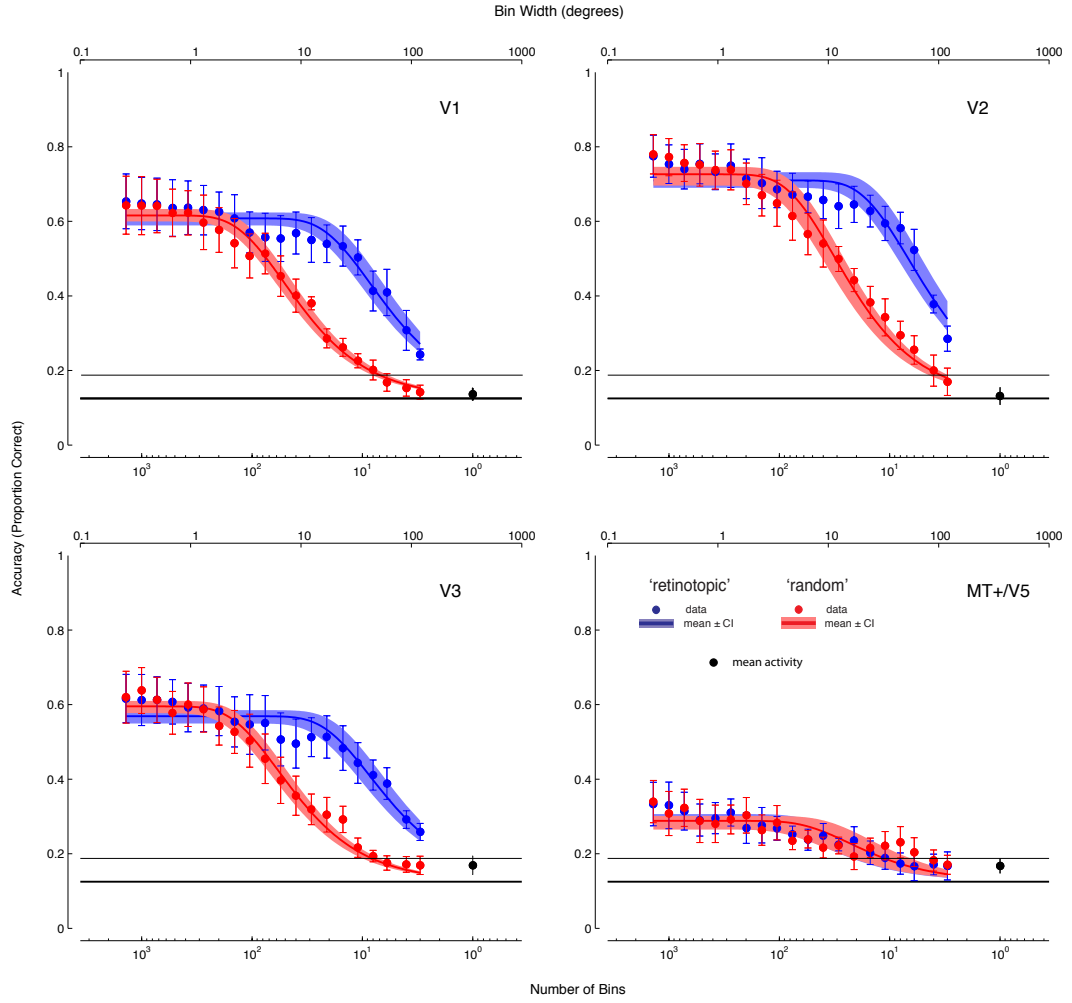 Bin Width (degrees)
0.1 1 10 100 1000
0.1 1 10 100 1000
1
0.8
0.6
0.4
0.2
0
V1
10³ 10² 10¹ 10⁰
1
0.8
0.6
0.4
0.2
0
V2
10³ 10² 10¹ 10⁰
Accuracy (Proportion Correct)
0.1 1 10 100 1000
0.1 1 10 100 1000
1
0.8
0.6
0.4
0.2
0
V3
10³ 10² 10¹ 10⁰
1
0.8
0.6
0.4
0.2
0
MT+/V5
'retinotopic' 'random'
data data
mean ± CI mean ± CI
mean activity
10³ 10² 10¹ 10⁰
Number of Bins